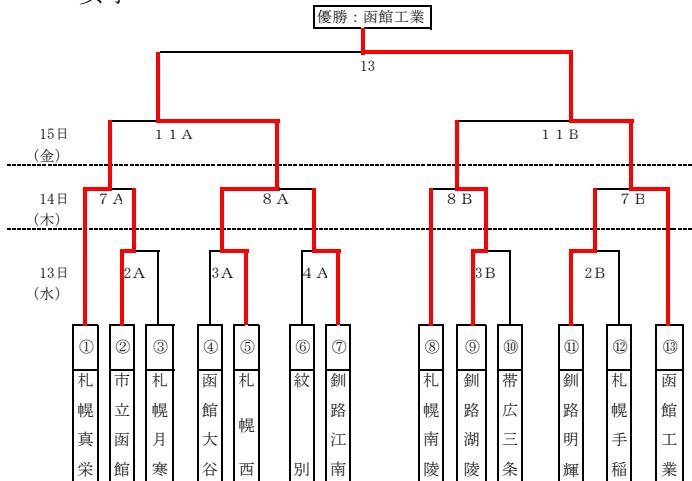 優勝：函館工業
13
15日
(金)
１１A
１１B
14日
(木)
7A
8A
8B
7B
13日
(水)
2A
3A
4A
3B
2B
① ② ③ ④ ⑤ ⑥ ⑦ ⑧ ⑨ ⑩ ⑪ ⑫ ⑬
札幌真栄
市立函館
札幌月寒
函館大谷
札幌西
紋別
釧路江南
札幌南陵
釧路湖陵
帯広三条
釧路明輝
札幌手稲
函館工業